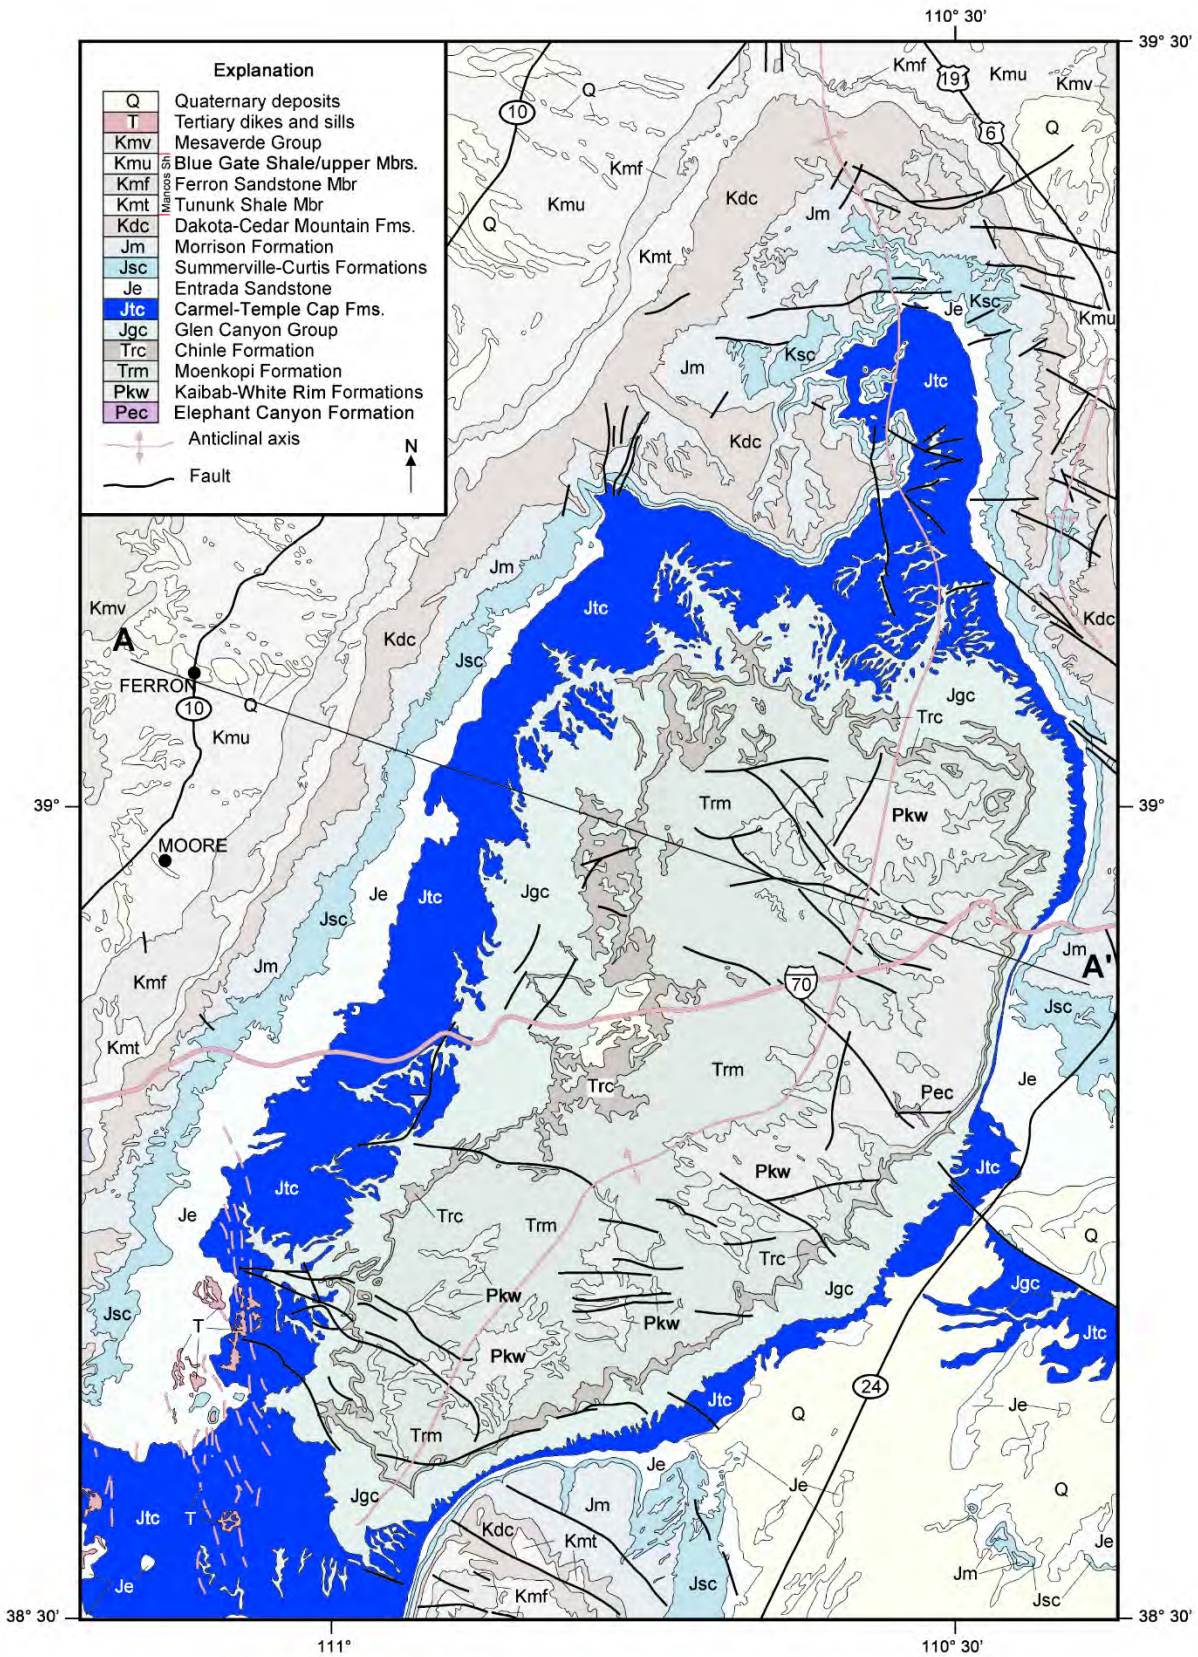 110° 30'
39° 30'
Explanation
Q Quaternary deposits
T Tertiary dikes and sills
Kmv Mesaverde Group
Kmu Blue Gate Shale/upper Mbrs.
Kmf Ferron Sandstone Mbr
Kmt Tununk Shale Mbr
Mancos Sh
Kdc Dakota-Cedar Mountain Fms.
Jm Morrison Formation
Jsc Summerville-Curtis Formations
Je Entrada Sandstone
Jtc Carmel-Temple Cap Fms.
Jgc Glen Canyon Group
Trc Chinle Formation
Trm Moenkopi Formation
Pkw Kaibab-White Rim Formations
Pec Elephant Canyon Formation
Anticlinal axis
Fault
N
Kmf
191
Kmu
Kmv
Q
10
6
Q
Kmf
Kmu
Kdc
Jm
Q
Kmt
Je
Ksc
Kmu
Ksc
Jm
Jtc
Kdc
Jm
Kmv
Jtc
Kdc
Kdc
A
Jsc
FERRON
Jgc
10
Q
Trc
Kmu
39°
Trm
39°
Pkw
MOORE
Je
Jtc
Jgc
Jsc
Jm
Jm
A'
Kmf
70
Jsc
Kmt
Trm
Je
Trc
Pec
Jtc
Pkw
Jtc
Je
Trc
Trm
Q
Trc
Jgc
Jgc
Pkw
Jsc
T
Pkw
Jtc
Pkw
24
Jtc
Je
Q
Trm
Je
Je
Jgc
Q
Jtc
T
Jm
Kdc
Kmt
Je
Jm
Je
Jsc
Kmf
Jsc
38° 30'
38° 30'
111°
110° 30'